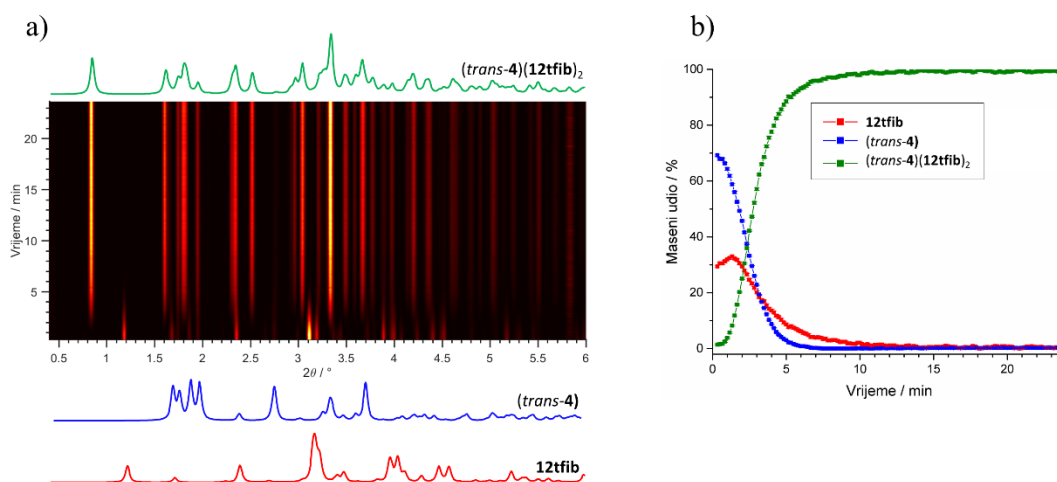 a)
(trans-4)(12tfib)₂
Vrijeme / min
20
15
10
5
0.5 1 1.5 2 2.5 3 3.5 4 4.5 5 5.5 6
2θ / °
(trans-4)
12tfib
b)
Maseni udio / %
100
80
60
40
20
0
12tfib
(trans-4)
(trans-4)(12tfib)₂
0 5 10 15 20
Vrijeme / min